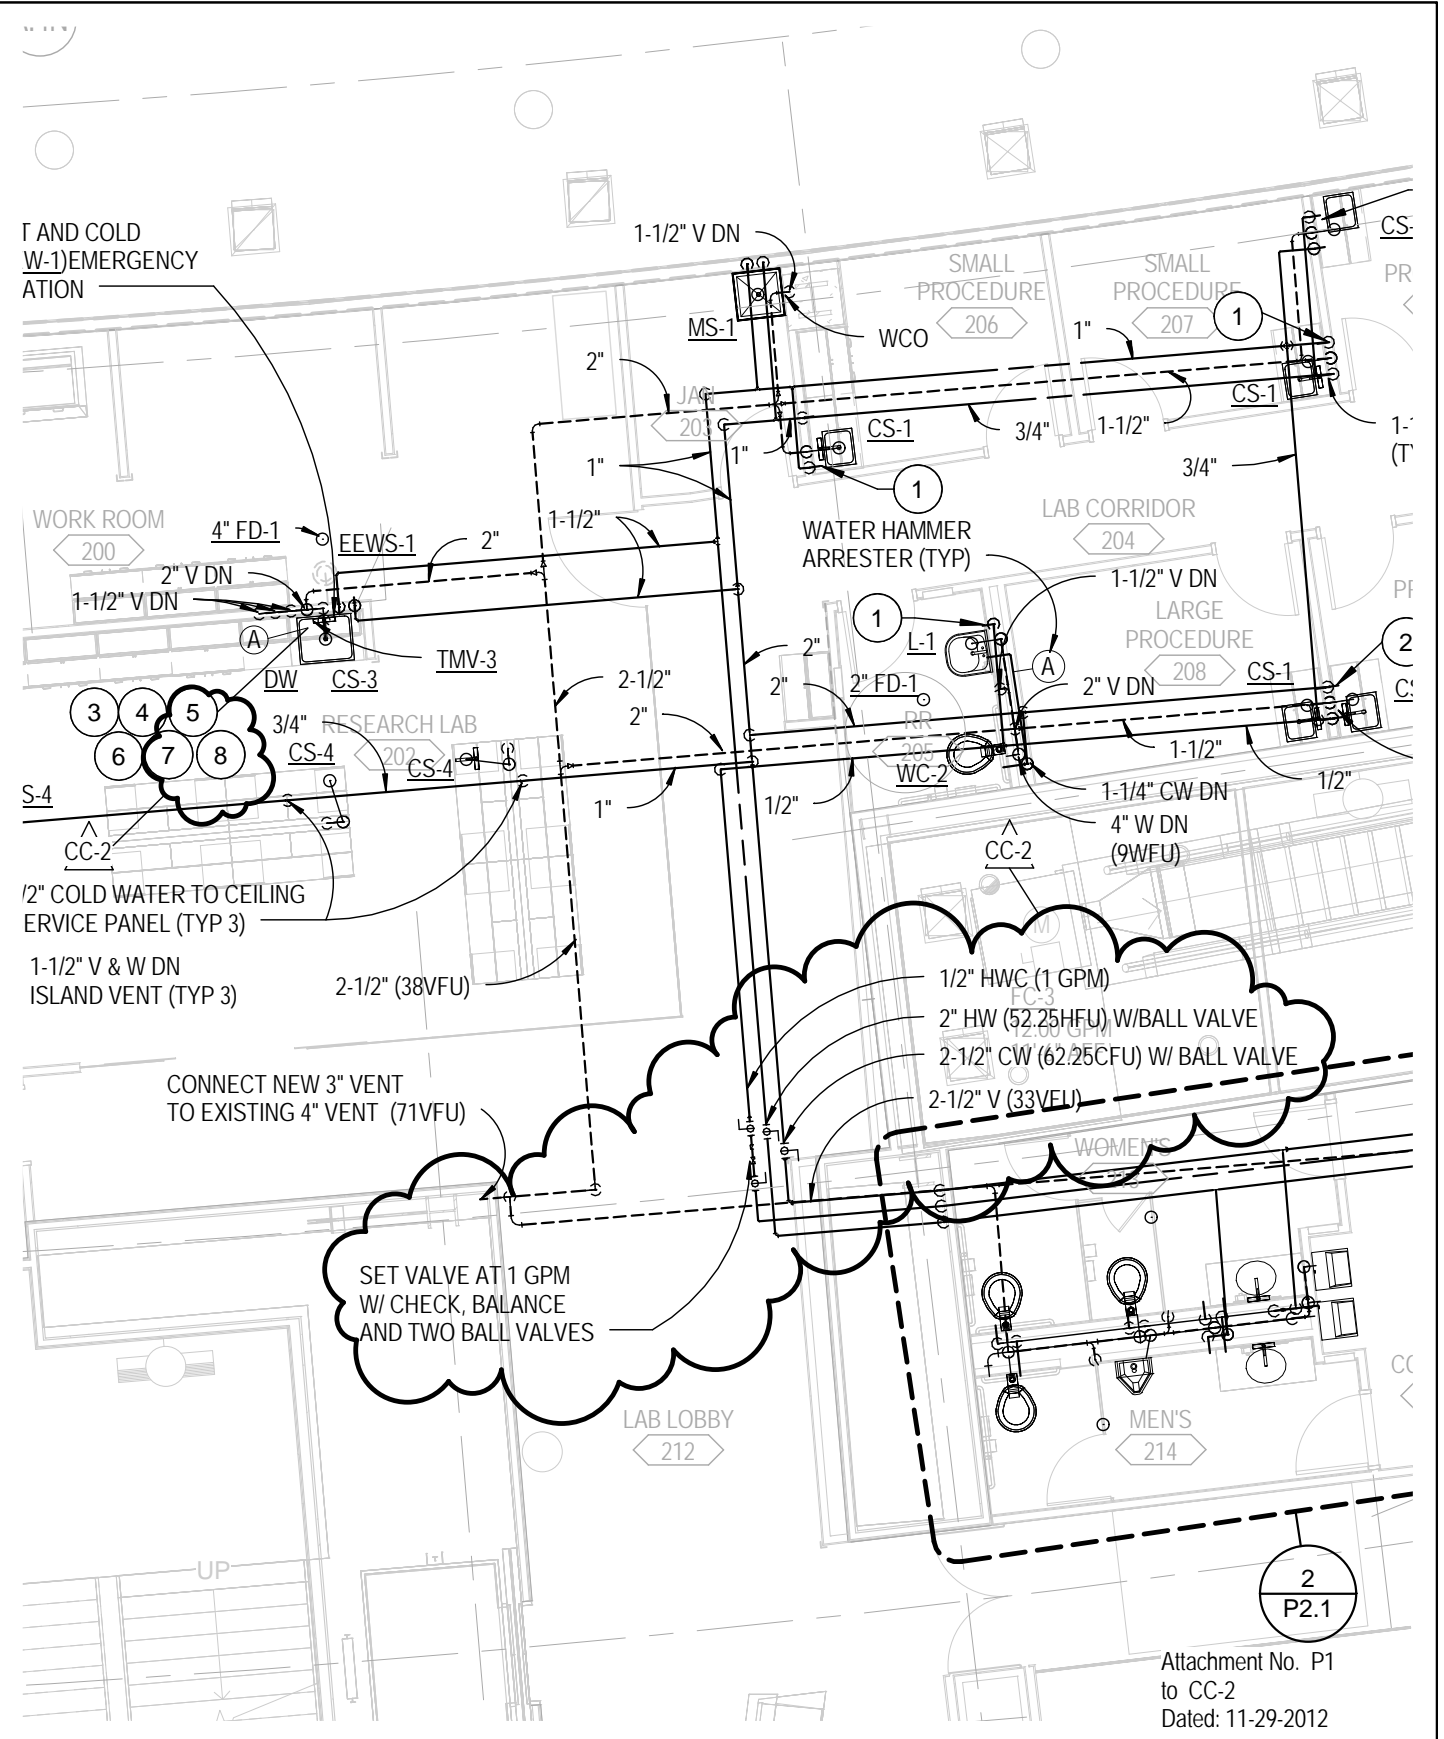 T AND COLD
W-1)EMERGENCY
ATION
1-1/2" V DN
MS-1
WCO
SMALL
PROCEDURE
206
SMALL
PROCEDURE
207
1
CS-
PR
2"
1"
JAN
203
1"
CS-1
3/4"
1-1/2"
CS-1
1"
1
3/4"
WORK ROOM
200
4" FD-1
EEWS-1
2"
1-1/2"
WATER HAMMER
ARRESTER (TYP)
LAB CORRIDOR
204
2" V DN
1-1/2" V DN
A
TMV-3
DW
CS-3
1-1/2" V DN
1
L-1
A
LARGE
PROCEDURE
208
CS-1
2
2"
2-1/2"
2"
2" FD-1
2" V DN
3 4 5
6 7 8
3/4"
RESEARCH LAB
202
CS-4
CS-4
2"
RR
205
WC-2
1-1/2"
1/2"
S-4
1"
1/2"
1-1/4" CW DN
4" W DN
(9WFU)
CC-2
CC-2
/2" COLD WATER TO CEILING
ERVICE PANEL (TYP 3)
1-1/2" V & W DN
ISLAND VENT (TYP 3)
2-1/2" (38VFU)
M
1/2" HWC (1 GPM)
FC-3
2" HW (52.25HFU) W/BALL VALVE
12.00 GPM
2-1/2" CW (62.25CFU) W/ BALL VALVE
2-1/2" V (33VFU)
CONNECT NEW 3" VENT
TO EXISTING 4" VENT (71VFU)
WOMEN'S
SET VALVE AT 1 GPM
W/ CHECK, BALANCE
AND TWO BALL VALVES
LAB LOBBY
212
MEN'S
214
UP
2
P2.1
Attachment No. P1
to CC-2
Dated: 11-29-2012